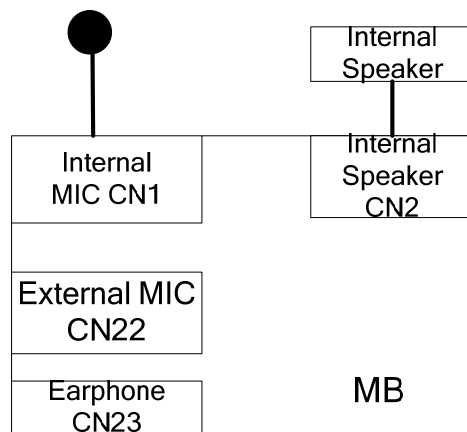 Internal
Speaker
Internal
MIC CN1
Internal
Speaker
CN2
External MIC
CN22
Earphone
CN23
MB